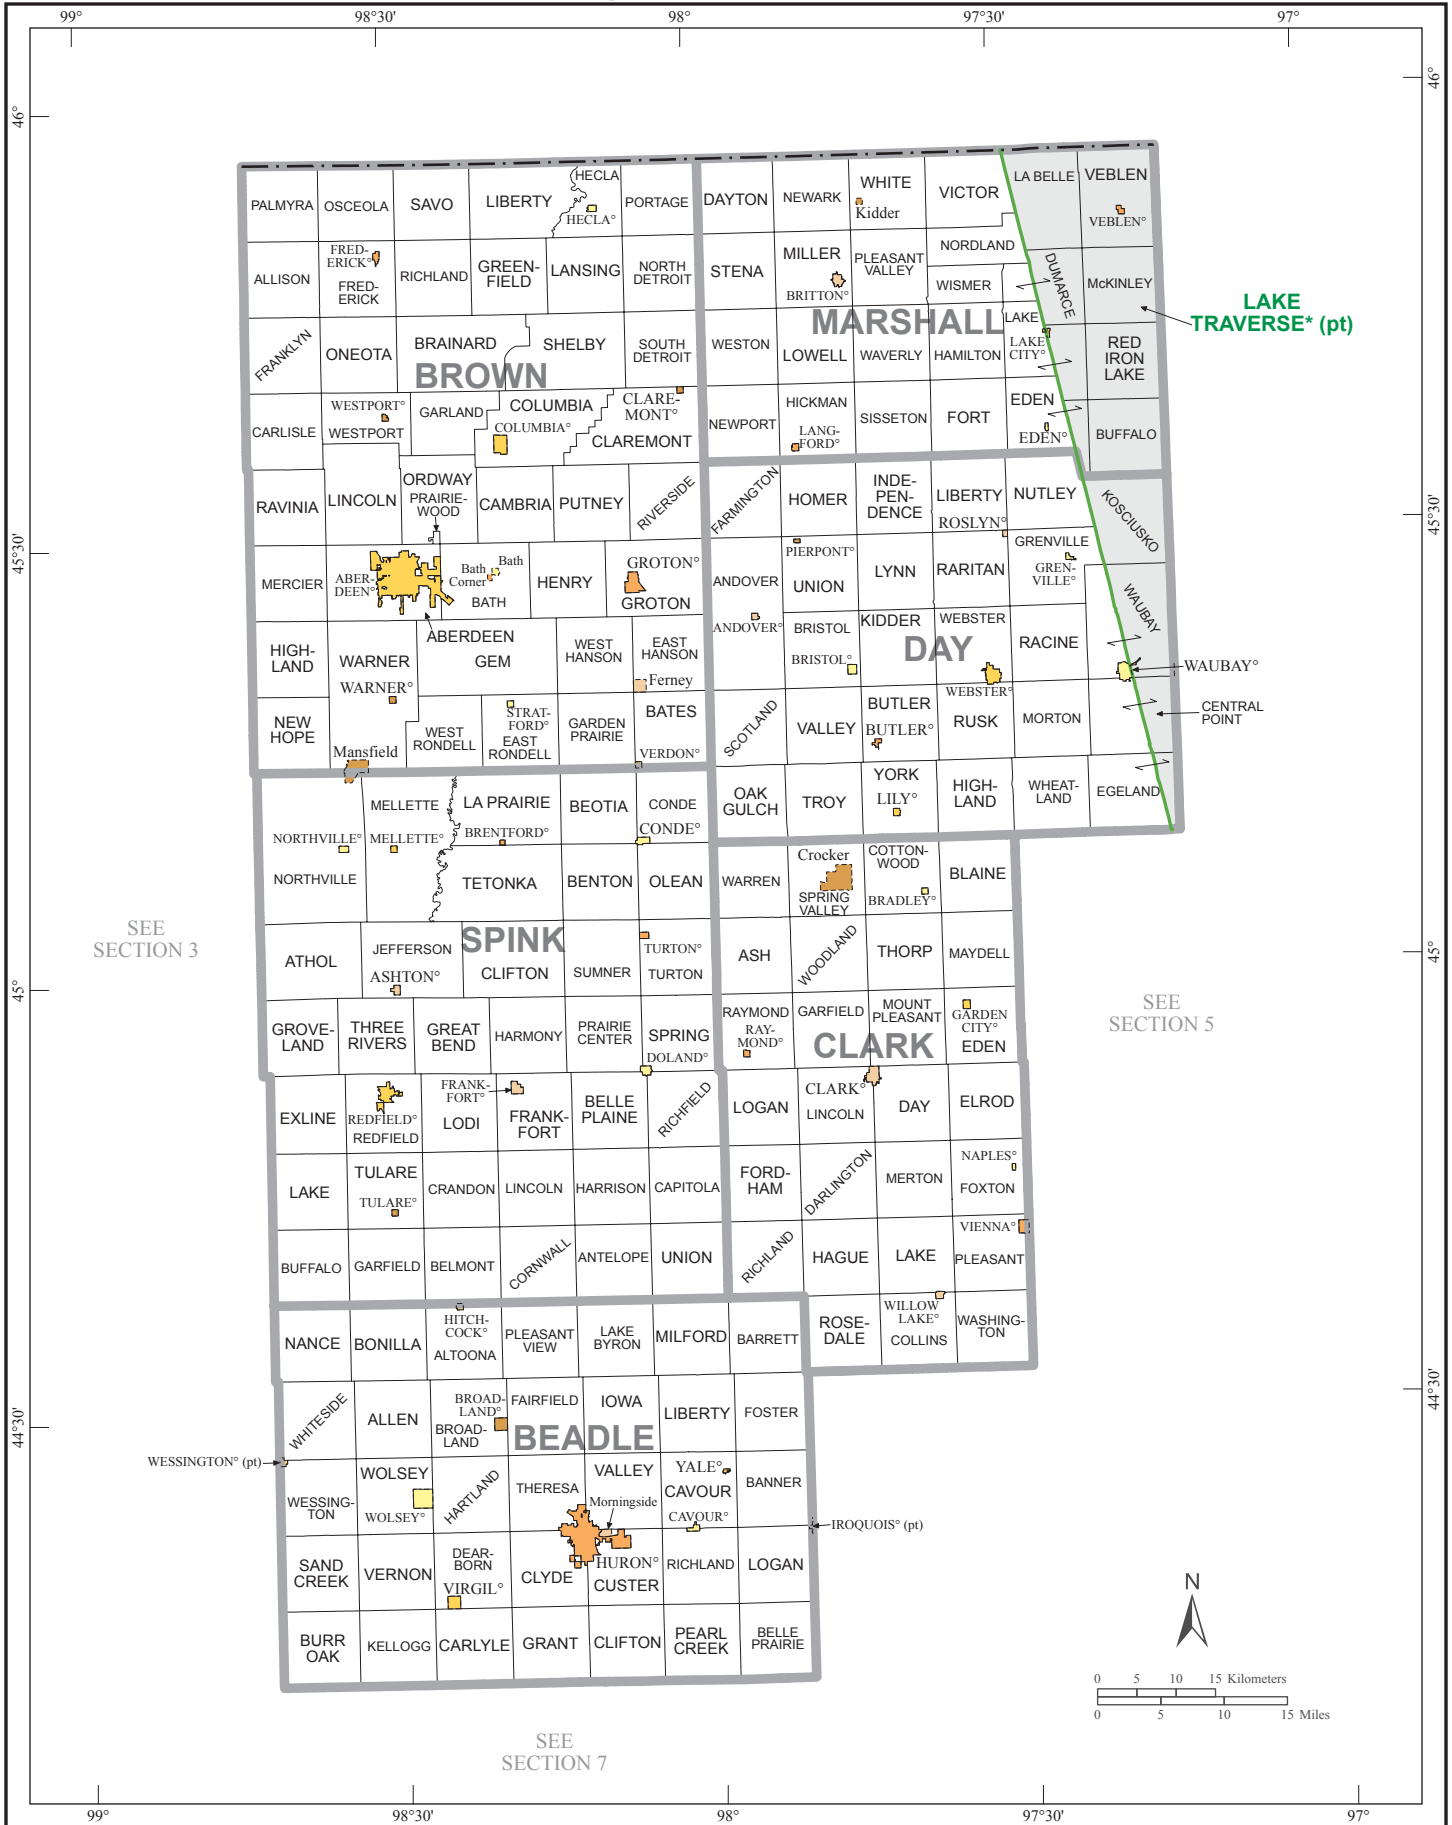 99°
98°30'
98°
97°30'
97°
46°
46°
PALMYRA
OSCEOLA
SAVO
LIBERTY
HECLA
HECLA°
PORTAGE
DAYTON
NEWARK
WHITE
Kidder
VICTOR
LA BELLE
VEBLEN
VEBLEN°
ALLISON
FRED-
ERICK°
FRED-
ERICK
RICHLAND
GREEN-
FIELD
LANSING
NORTH
DETROIT
STENA
MILLER
BRITTON°
PLEASANT
VALLEY
NORDLAND
WISMER
DUMARCE
McKINLEY
LAKE
TRAVERSE* (pt)
FRANKLYN
ONEOTA
BRAINARD
SHELBY
SOUTH
DETROIT
BROWN
WESTON
LOWELL
MARSHALL
WAVERLY
HAMILTON
LAKE
LAKE
CITY°
RED
IRON
LAKE
CARLISLE
WESTPORT°
WESTPORT
GARLAND
COLUMBIA
COLUMBIA°
CLARE-
MONT°
CLAREMONT
NEWPORT
HICKMAN
LANG-
FORD°
SISSETON
FORT
EDEN
EDEN°
BUFFALO
RAVINIA
LINCOLN
ORDWAY
PRAIRIE-
WOOD
CAMBRIA
PUTNEY
RIVERSIDE
FARMINGTON
HOMER
INDE-
PEN-
DENCE
LIBERTY
ROSLYN°
NUTLEY
KOSCIUSKO
45°30'
45°30'
MERCIER
ABER-
DEEN°
Bath
Corner
Bath
BATH
HENRY
GROTON°
GROTON
ANDOVER
ANDOVER°
PIERPONT°
UNION
LYNN
RARITAN
GRENVILLE
GREN-
VILLE°
WAUBAY
HIGH-
LAND
WARNER
WARNER°
ABERDEEN
GEM
WEST
HANSON
EAST
HANSON
Ferney
BRISTOL
BRISTOL°
KIDDER
DAY
WEBSTER
WEBSTER°
RACINE
WAUBAY°
NEW
HOPE
Mansfield
WEST
RONDELL
STRAT-
FORD°
EAST
RONDELL
GARDEN
PRAIRIE
BATES
VERDON°
SCOTLAND
VALLEY
BUTLER
BUTLER°
RUSK
MORTON
CENTRAL
POINT
NORTHVILLE°
NORTHVILLE
MELLETTE
MELLETTE°
LA PRAIRIE
BRENTFORD°
BEOTIA
CONDE
CONDE°
OAK
GULCH
TROY
YORK
LILY°
HIGH-
LAND
WHEAT-
LAND
EGELAND
TETONKA
BENTON
OLEAN
WARREN
Crocker
SPRING
VALLEY
COTTON-
WOOD
BRADLEY°
BLAINE
SEE
SECTION 3
ATHOL
JEFFERSON
ASHTON°
SPINK
CLIFTON
SUMNER
TURTON°
TURTON
ASH
WOODLAND
THORP
MAYDELL
45°
45°
SEE
SECTION 5
GROVE-
LAND
THREE
RIVERS
GREAT
BEND
HARMONY
PRAIRIE
CENTER
SPRING
DOLAND°
RAYMOND
RAY-
MOND°
GARFIELD
MOUNT
PLEASANT
CLARK
GARDEN
CITY°
EDEN
EXLINE
REDFIELD°
REDFIELD
FRANK-
FORT°
LODI
FRANK-
FORT
BELLE
PLAINE
RICHFIELD
LOGAN
CLARK°
LINCOLN
DAY
ELROD
LAKE
TULARE
TULARE°
CRANDON
LINCOLN
HARRISON
CAPITOLA
FORD-
HAM
DARLINGTON
MERTON
NAPLES°
FOXTON
BUFFALO
GARFIELD
BELMONT
CORNWALL
ANTELOPE
UNION
RICHLAND
HAGUE
LAKE
VIENNA°
PLEASANT
NANCE
BONILLA
HITCH-
COCK°
ALTOONA
PLEASANT
VIEW
LAKE
BYRON
MILFORD
BARRETT
ROSE-
DALE
WILLOW
LAKE°
COLLINS
WASHING-
TON
44°30'
44°30'
WHITESIDE
ALLEN
BROAD-
LAND°
BROAD-
LAND
FAIRFIELD
IOWA
BEADLE
LIBERTY
FOSTER
WESSINGTON° (pt)
WESSING-
TON
WOLSEY
WOLSEY°
HARTLAND
THERESA
VALLEY
Morningside
YALE°
CAVOUR
CAVOUR°
BANNER
IROQUOIS° (pt)
SAND
CREEK
VERNON
DEAR-
BORN
VIRGIL°
CLYDE
HURON°
CUSTER
RICHLAND
LOGAN
BURR
OAK
KELLOGG
CARLYLE
GRANT
CLIFTON
PEARL
CREEK
BELLE
PRAIRIE
N
0 5 10 15 Kilometers
0 5 10 15 Miles
SEE
SECTION 7
99°
98°30'
98°
97°30'
97°